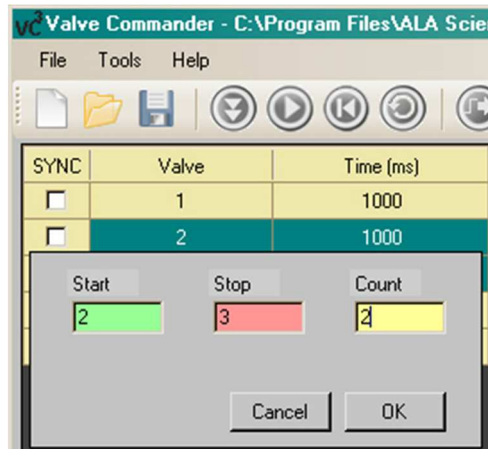 VC3 Valve Commander - C:\Program Files\ALA Scie
File Tools Help
SYNC Valve Time (ms)
1 1000
2 1000
Start Stop Count
2 3 2
Cancel OK